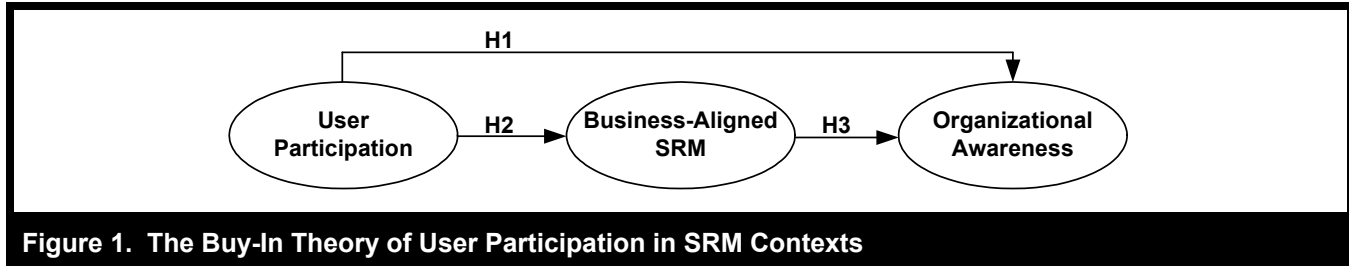 H1
User
Participation
H2
Business-Aligned
SRM
H3
Organizational
Awareness
Figure 1. The Buy-In Theory of User Participation in SRM Contexts